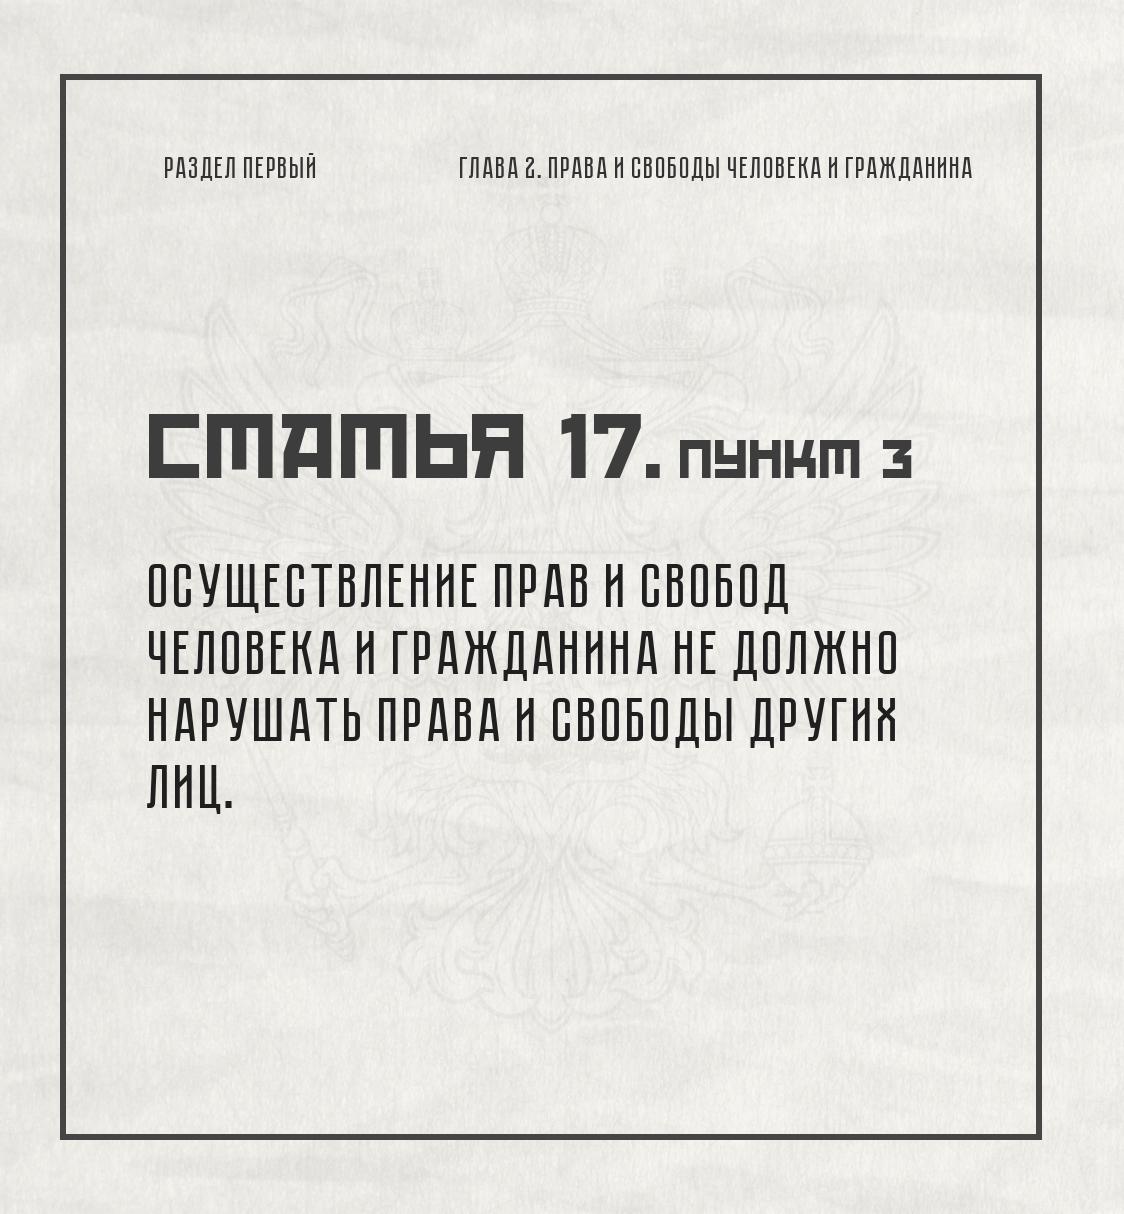 РАЗДЕЛ ПЕРВЫЙ
ГЛАВА 2. ПРАВА И СВОБОДЫ ЧЕЛОВЕКА И ГРАЖДАНИНА
СТАТЬЯ 17. ПУНКТ 3
ОСУЩЕСТВЛЕНИЕ ПРАВ И СВОБОД
ЧЕЛОВЕКА И ГРАЖДАНИНА НЕ ДОЛЖНО
НАРУШАТЬ ПРАВА И СВОБОДЫ ДРУГИХ
ЛИЦ.